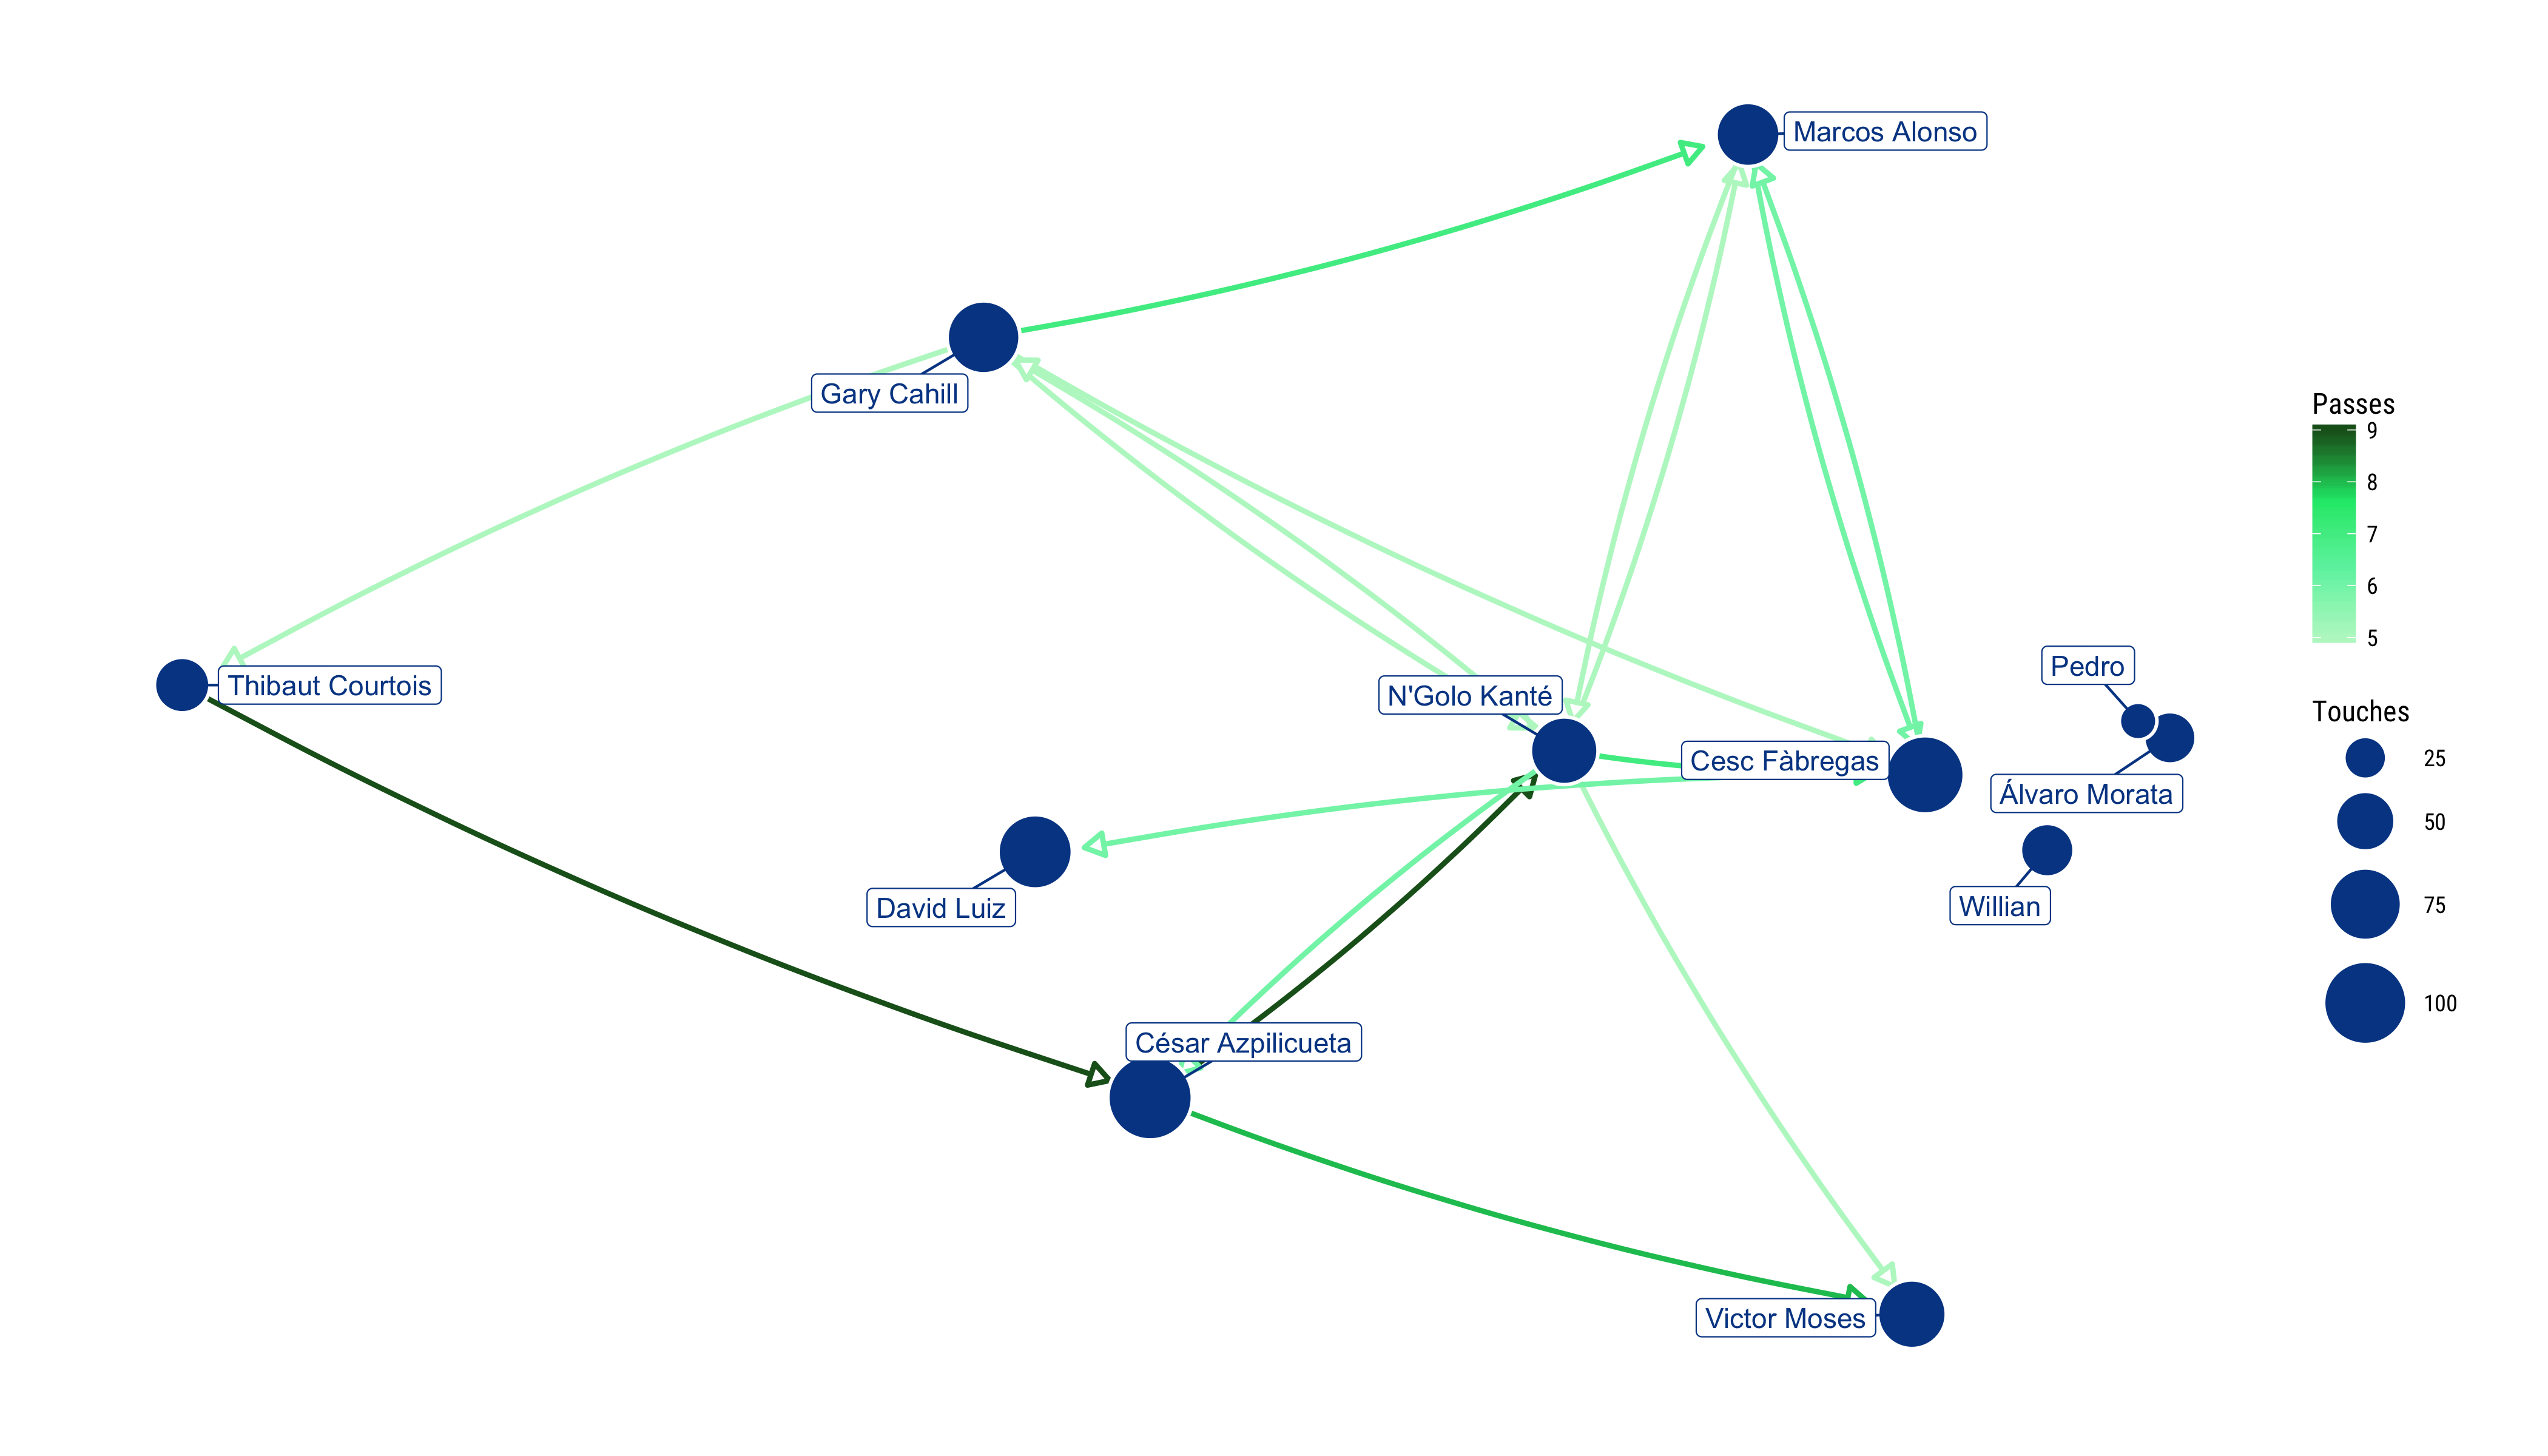 Marcos Alonso
Gary Cahill
Thibaut Courtois
N'Golo Kanté
Cesc Fàbregas
Pedro
Álvaro Morata
David Luiz
Willian
César Azpilicueta
Victor Moses
Passes
9
8
7
6
5
Touches
25
50
75
100